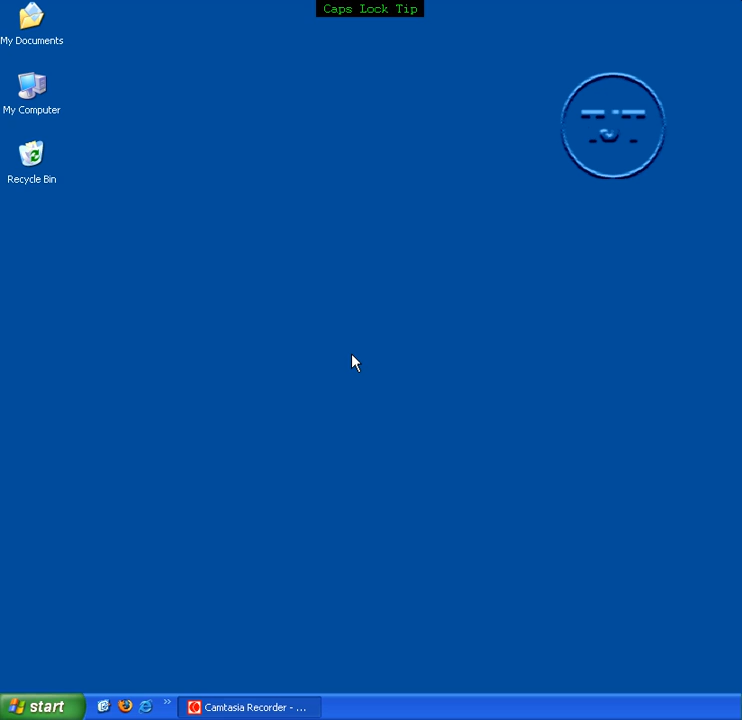 Caps Lock Tip
My Documents
My Computer
Recycle Bin
start
Camtasia Recorder - ...